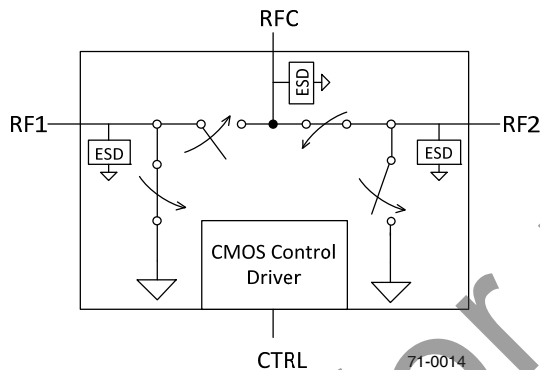 RFC
ESD
RF1
RF2
ESD
ESD
CMOS Control
Driver
CTRL
71-0014